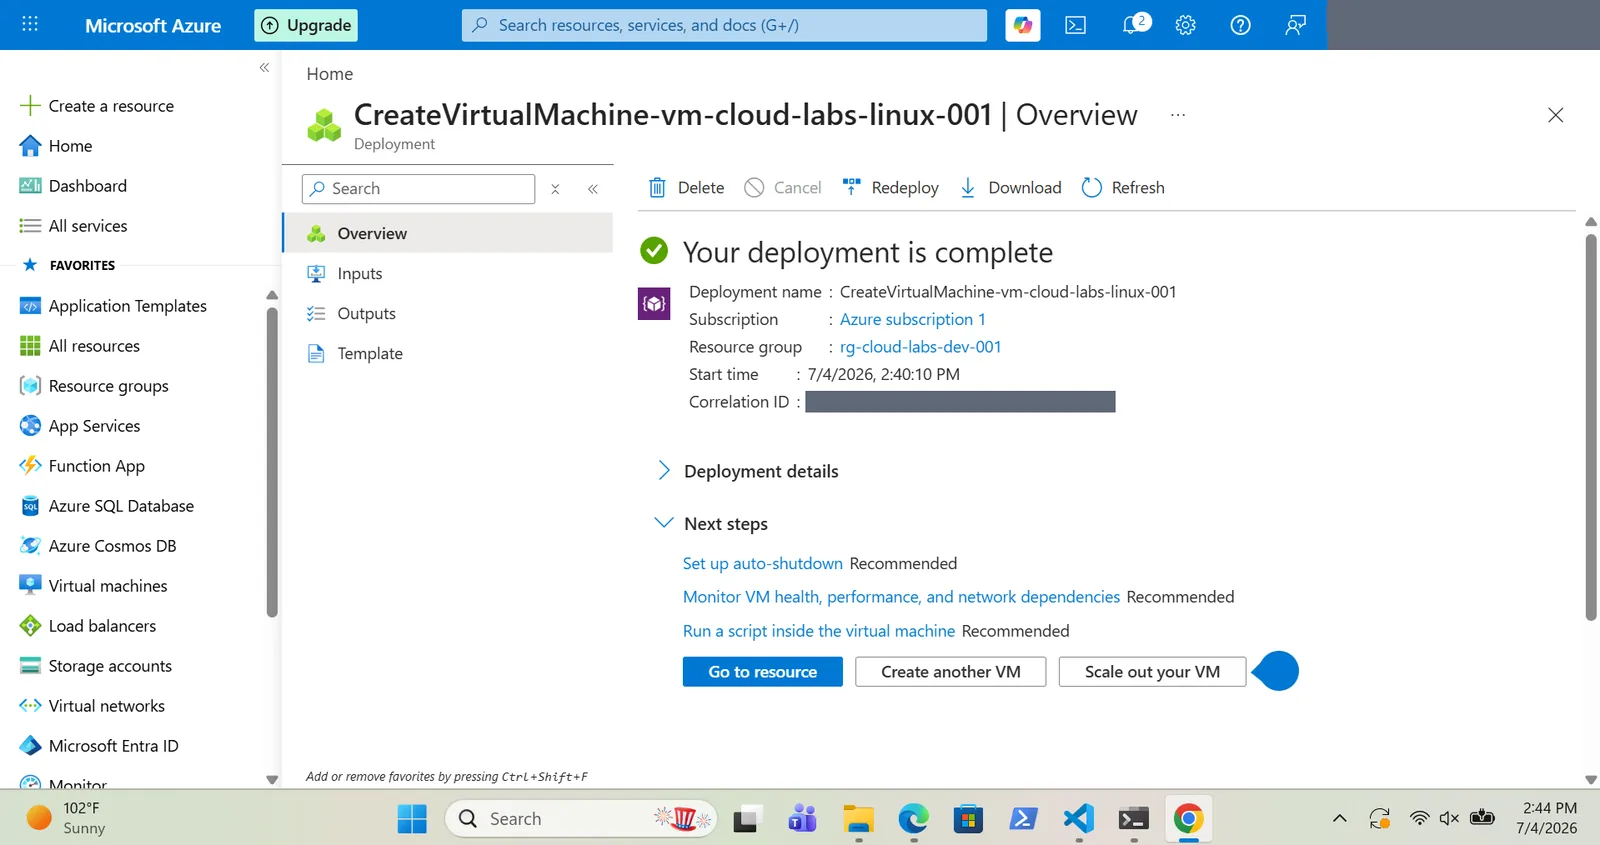 Microsoft Azure
Upgrade
Search resources, services, and docs (G+/)
2
Create a resource
Home
Dashboard
All services
FAVORITES
Application Templates
All resources
Resource groups
App Services
Function App
SQL
Azure SQL Database
Azure Cosmos DB
Virtual machines
Load balancers
Storage accounts
Virtual networks
Microsoft Entra ID
Monitor
Home
CreateVirtualMachine-vm-cloud-labs-linux-001 | Overview
Deployment
Search
Overview
Inputs
Outputs
Template
Add or remove favorites by pressing Ctrl+Shift+F
Delete
Cancel
Redeploy
Download
Refresh
Your deployment is complete
Deployment name : CreateVirtualMachine-vm-cloud-labs-linux-001
Subscription : Azure subscription 1
Resource group : rg-cloud-labs-dev-001
Start time : 7/4/2026, 2:40:10 PM
Correlation ID :
Deployment details
Next steps
Set up auto-shutdown Recommended
Monitor VM health, performance, and network dependencies Recommended
Run a script inside the virtual machine Recommended
Go to resource
Create another VM
Scale out your VM
102°F
Sunny
Search
2:44 PM
7/4/2026